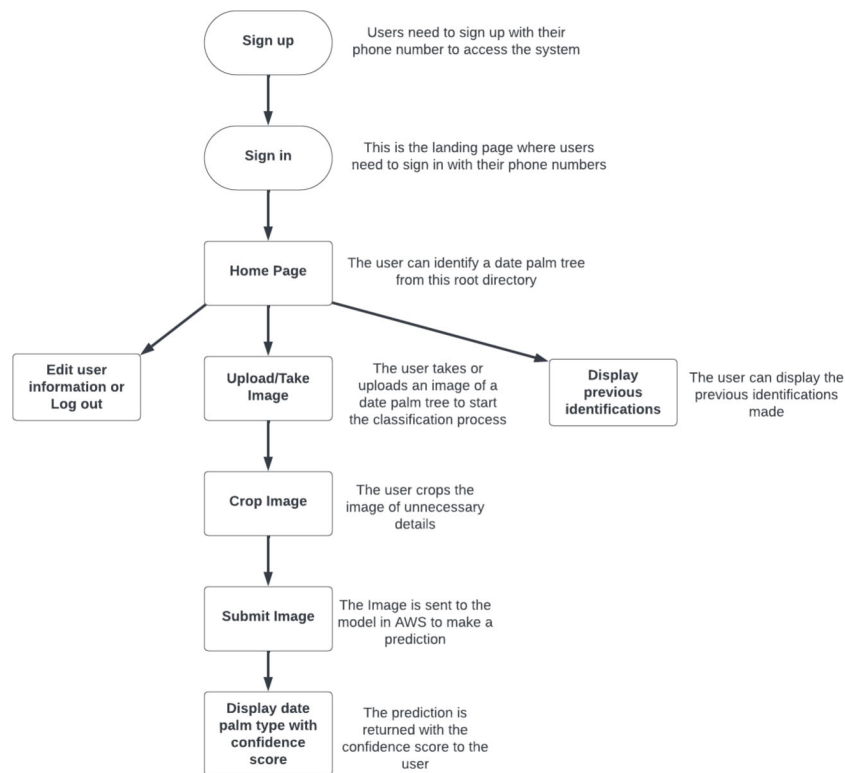 Sign up
Users need to sign up with their
phone number to access the system
Sign in
This is the landing page where users
need to sign in with their phone numbers
Home Page
The user can identify a date palm tree
from this root directory
Edit user
information or
Log out
Upload/Take
Image
The user takes or
uploads an image of a
date palm tree to start
the classification process
Display
previous
identifications
The user can display the
previous identifications
made
Crop Image
The user crops the
image of unnecessary
details
Submit Image
The Image is sent to the
model in AWS to make a
prediction
Display date
palm type with
confidence
score
The prediction is
returned with the
confidence score to the
user